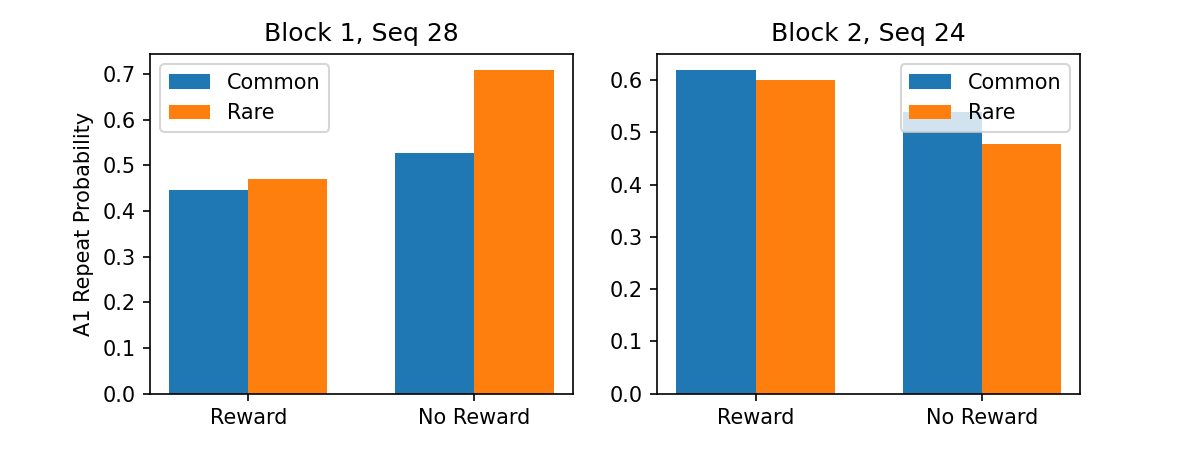 Block 1, Seq 28
Common
Rare
A1 Repeat Probability
0.7
0.6
0.5
0.4
0.3
0.2
0.1
0.0
Reward
No Reward
Block 2, Seq 24
Common
Rare
0.6
0.5
0.4
0.3
0.2
0.1
0.0
Reward
No Reward